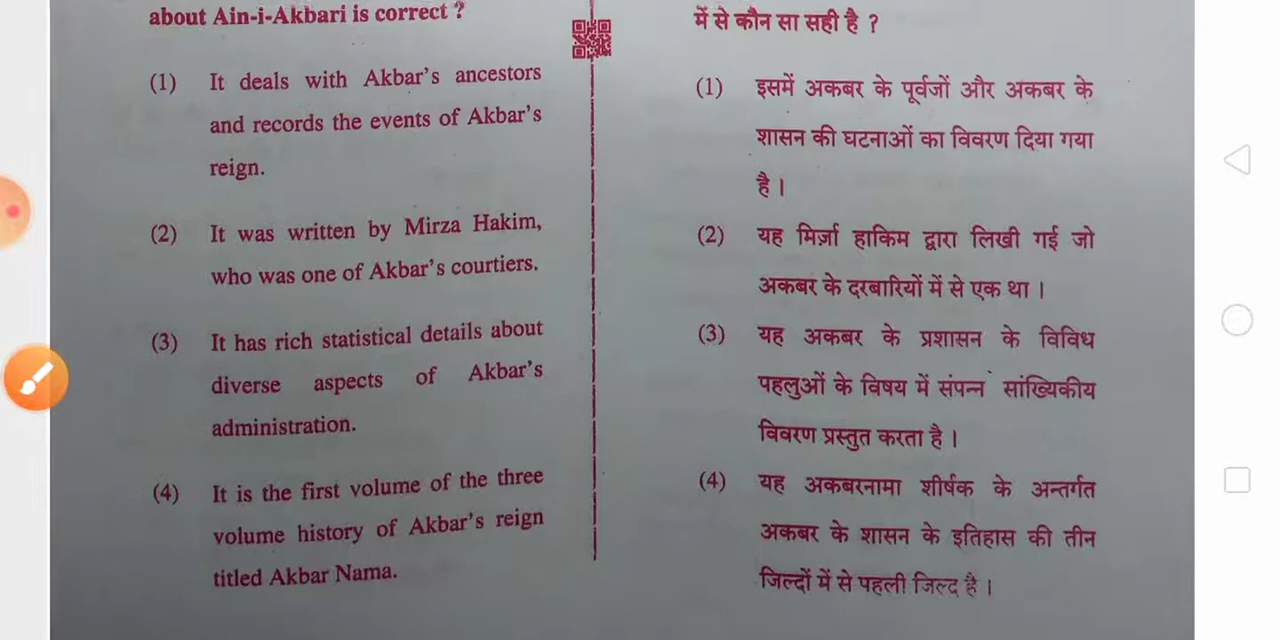 about Ain-i-Akbari is correct ?
(1) It deals with Akbar's ancestors
and records the events of Akbar's
reign.
(2) It was written by Mirza Hakim,
who was one of Akbar's courtiers.
(3) It has rich statistical details about
diverse aspects of Akbar's
administration.
(4) It is the first volume of the three
volume history of Akbar's reign
titled Akbar Nama.
में से कौन सा सही है ?
(1) इसमें अकबर के पूर्वजों और अकबर के
शासन की घटनाओं का विवरण दिया गया
है ।
(2) यह मिर्ज़ा हाकिम द्वारा लिखी गई जो
अकबर के दरबारियों में से एक था ।
(3) यह अकबर के प्रशासन के विविध
पहलुओं के विषय में संपन्न सांख्यिकीय
विवरण प्रस्तुत करता है ।
(4) यह अकबरनामा शीर्षक के अन्तर्गत
अकबर के शासन के इतिहास की तीन
जिल्दों में से पहली जिल्द है ।